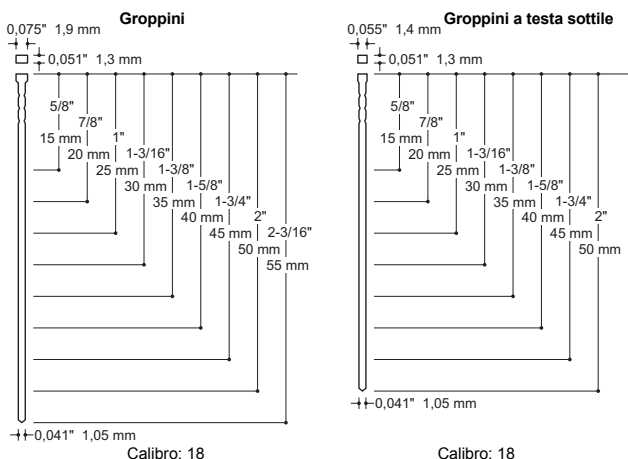 Groppini
0,075" 1,9 mm
0,051" 1,3 mm
5/8"
15 mm
7/8"
20 mm
1"
25 mm
1-3/16"
30 mm
1-3/8"
35 mm
1-5/8"
40 mm
1-3/4"
45 mm
2"
50 mm
2-3/16"
55 mm
0,041" 1,05 mm
Calibro: 18
Groppini a testa sottile
0,055" 1,4 mm
0,051" 1,3 mm
5/8"
15 mm
7/8"
20 mm
1"
25 mm
1-3/16"
30 mm
1-3/8"
35 mm
1-5/8"
40 mm
1-3/4"
45 mm
2"
50 mm
0,041" 1,05 mm
Calibro: 18